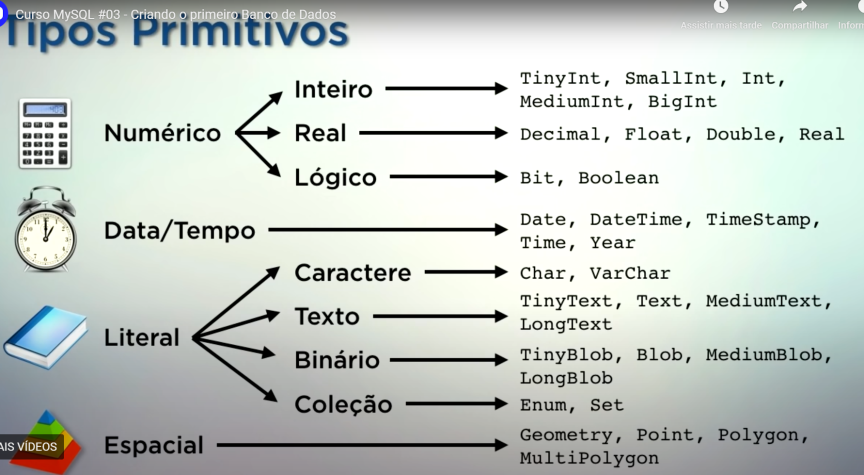 Curso MySQL #03 - Criando o primeiro Banco de Dados
Assistir mais tarde
Compartilhar
Tipos Primitivos
Numérico
Inteiro
TinyInt, SmallInt, Int,
MediumInt, BigInt
Real
Decimal, Float, Double, Real
Lógico
Bit, Boolean
Data/Tempo
Date, DateTime, TimeStamp,
Time, Year
Literal
Caractere
Char, VarChar
Texto
TinyText, Text, MediumText,
LongText
Binário
TinyBlob, Blob, MediumBlob,
LongBlob
Coleção
Enum, Set
AIS VÍDEOS
Espacial
Geometry, Point, Polygon,
MultiPolygon